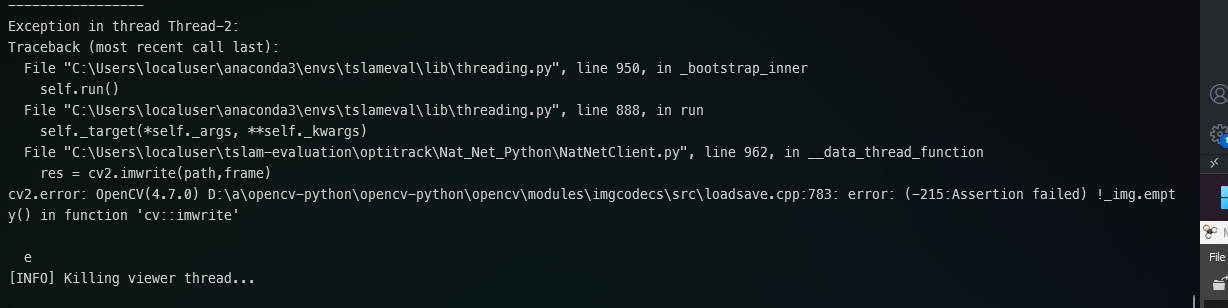 -----------------
Exception in thread Thread-2:
Traceback (most recent call last):
  File "C:\Users\localuser\anaconda3\envs\tslameval\lib\threading.py", line 950, in _bootstrap_inner
    self.run()
  File "C:\Users\localuser\anaconda3\envs\tslameval\lib\threading.py", line 888, in run
    self._target(*self._args, **self._kwargs)
  File "C:\Users\localuser\tslam-evaluation\optitrack\Nat_Net_Python\NatNetClient.py", line 962, in __data_thread_function
    res = cv2.imwrite(path,frame)
cv2.error: OpenCV(4.7.0) D:\a\opencv-python\opencv-python\opencv\modules\imgcodecs\src\loadsave.cpp:783: error: (-215:Assertion failed) !_img.empt
y() in function 'cv::imwrite'
  e
[INFO] Killing viewer thread...
File